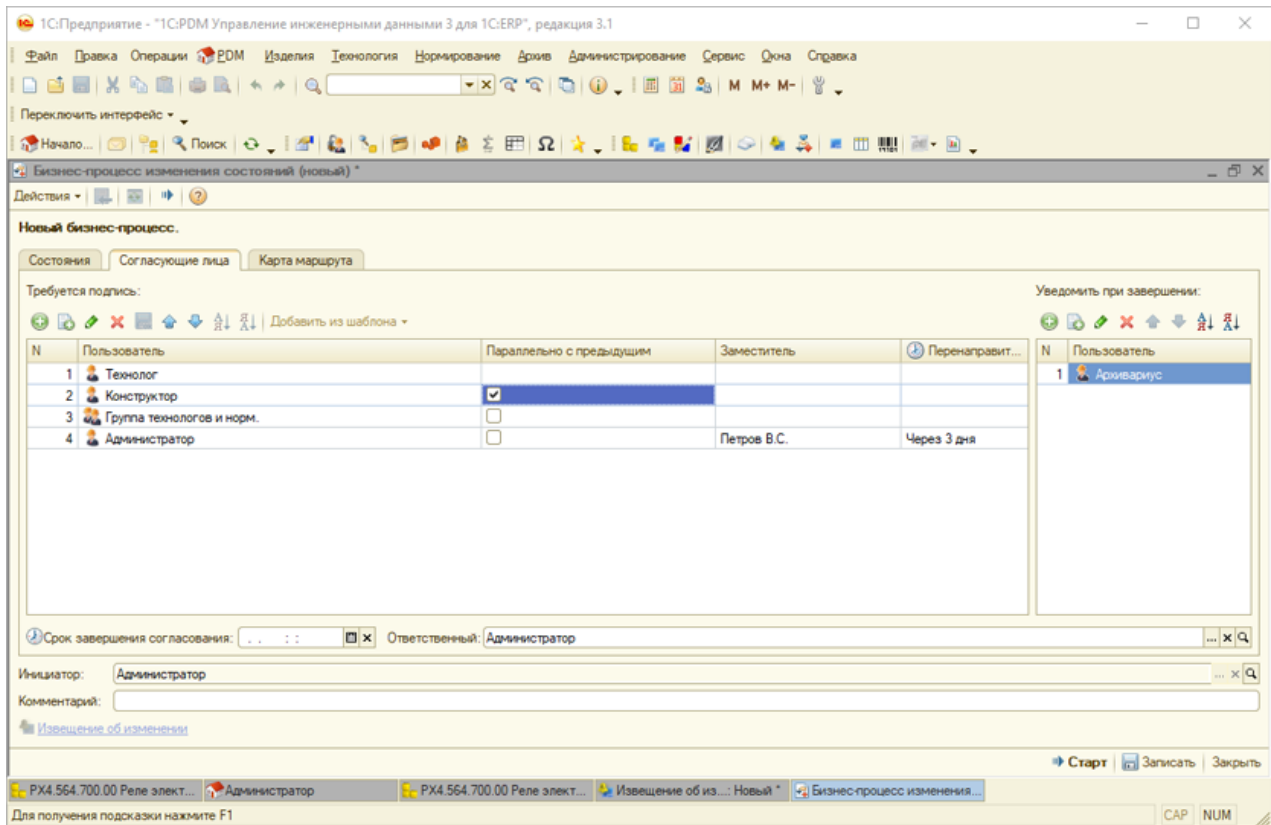 1С:Предприятие - "1С:PDM Управление инженерными данными 3 для 1С:ERP", редакция 3.1
Файл Правка Операции PDM Изделия Технология Нормирование Архив Администрирование Сервис Окна Справка
M M+ M-
Переключить интерфейс
Начало... Поиск
Бизнес-процесс изменения состояний (новый) *
Действия
Новый бизнес-процесс.
Состояния Согласующие лица Карта маршрута
Требуется подпись: Уведомить при завершении:
Добавить из шаблона
N Пользователь Параллельно с предыдущим Заместитель Перенаправит... N Пользователь
1 Технолог 1 Архивариус
2 Конструктор
3 Группа технологов и норм.
4 Администратор Петров В.С. Через 3 дня
Срок завершения согласования: . . : : Ответственный: Администратор ...
Инициатор: Администратор ...
Комментарий:
Извещение об изменении
Старт Записать Закрыть
РХ4.564.700.00 Реле элект... Администратор РХ4.564.700.00 Реле элект... Извещение об из...: Новый * Бизнес-процесс изменения...
Для получения подсказки нажмите F1 CAP NUM